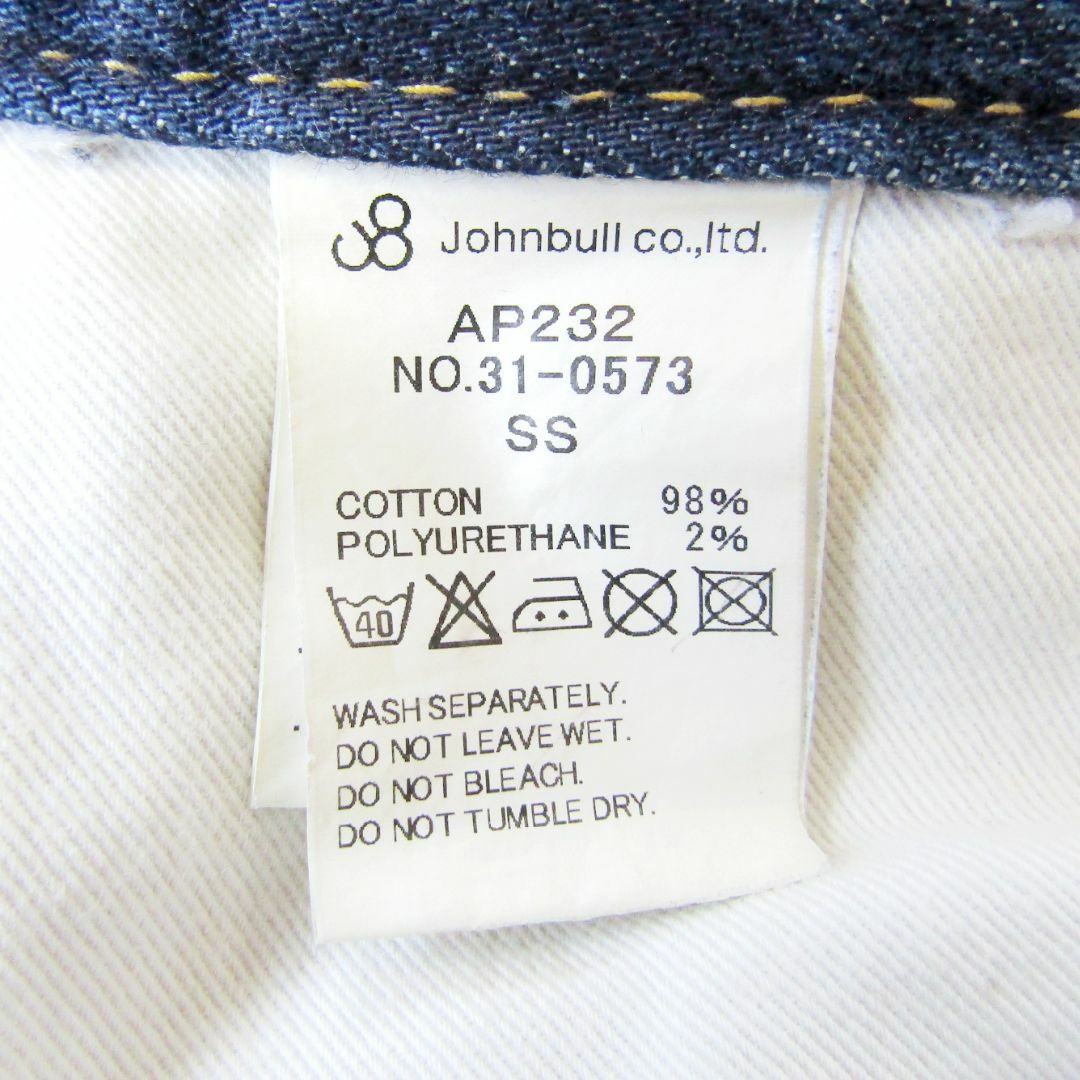 Johnbull co.,ltd.
AP232
NO.31-0573
SS
COTTON 98%
POLYURETHANE 2%
40
WASH SEPARATELY.
DO NOT LEAVE WET.
DO NOT BLEACH.
DO NOT TUMBLE DRY.